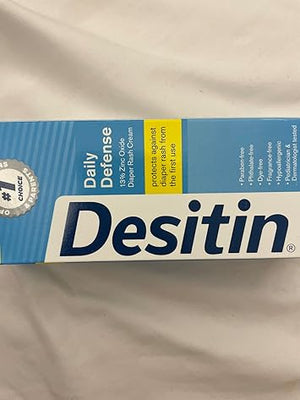 Desitin®
Daily
Defense
13% Zinc Oxide
Diaper Rash Cream
protects against
diaper rash from
the first use
• Paraben-free
• Phthalate-free
• Dye free
• Fragrance-free
• Hypoallergenic
• Pediatrician &
Dermatologist tested
#1
CHOICE